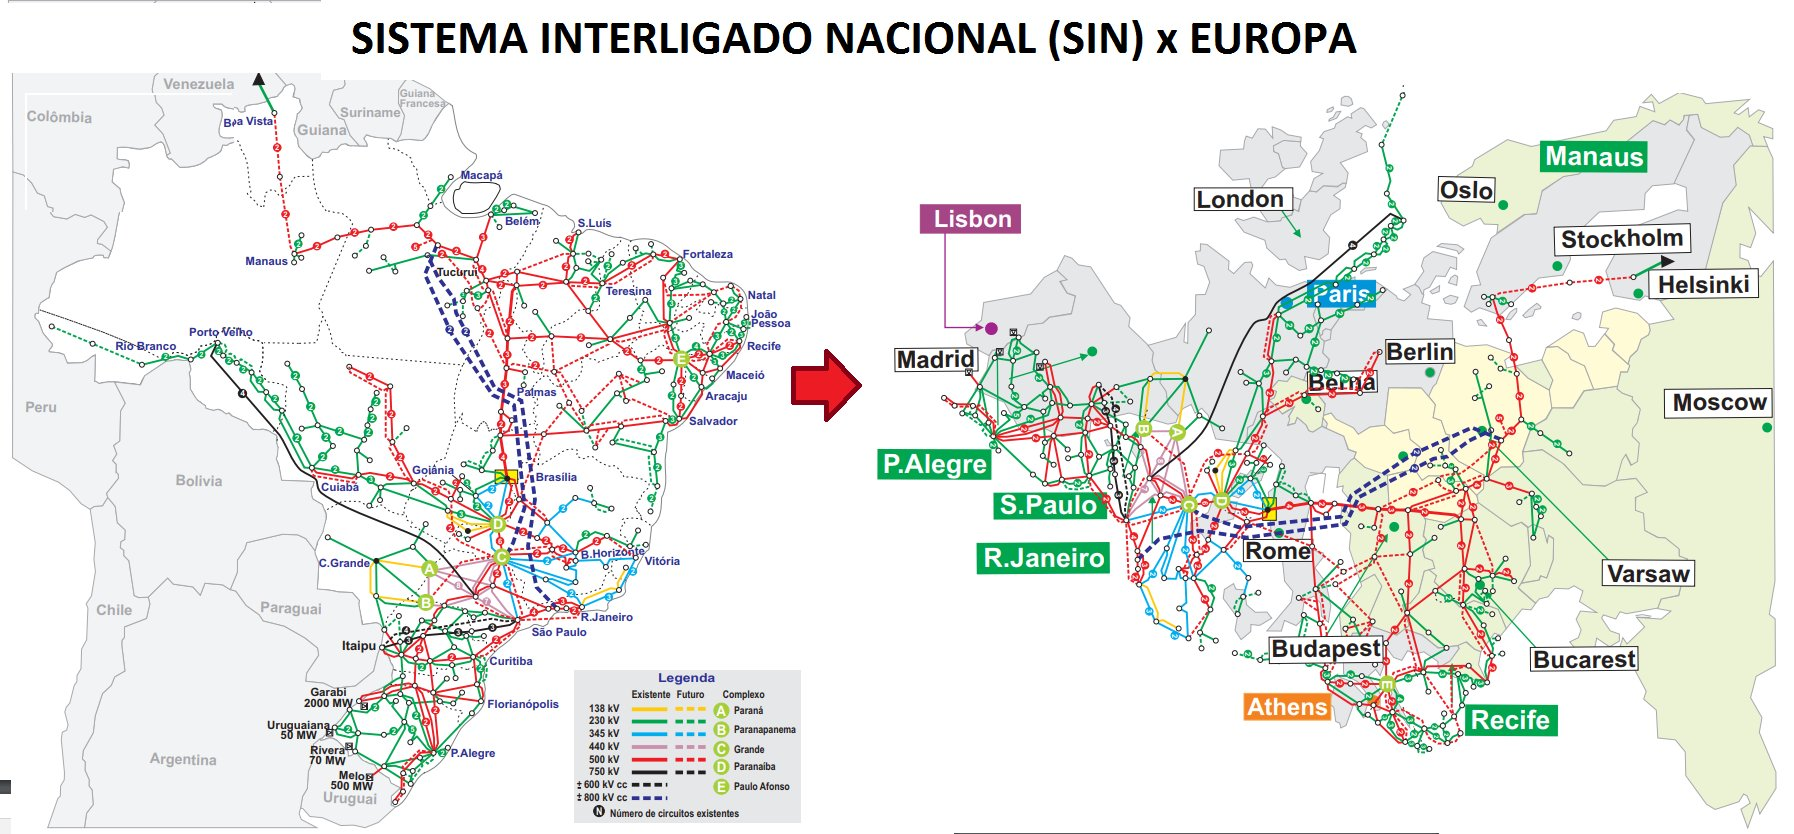 SISTEMA INTERLIGADO NACIONAL (SIN) x EUROPA
Venezuela
Colômbia
Guiana
Francesa
Suriname
Guiana
Boa Vista
Macapá
Belém
S.Luís
Manaus
Fortaleza
Tucuruí
Teresina
Natal
João
Pessoa
Recife
Porto Velho
Rio Branco
Maceió
Palmas
Aracaju
Salvador
Peru
Bolivia
Cuiabá
Goiânia
Brasília
C.Grande
B.Horizonte
Vitória
Chile
Paraguai
R.Janeiro
São Paulo
Itaipu
Curitiba
Garabi
2000 MW
Florianópolis
Uruguaiana
50 MW
Rivera
70 MW
P.Alegre
Melo
500 MW
Argentina
Uruguai
Legenda
Existente Futuro Complexo
138 kV
230 kV
345 kV
440 kV
500 kV
750 kV
± 600 kV cc
± 800 kV cc
A Paraná
B Paranapanema
C Grande
D Paranaíba
E Paulo Afonso
N Número de circuitos existentes
A
B
C
D
E
Manaus
Oslo
London
Lisbon
Stockholm
Helsinki
Paris
Madrid
Berlin
Berna
Moscow
P.Alegre
S.Paulo
R.Janeiro
Rome
Varsaw
Budapest
Bucarest
Athens
Recife
B
A
C
D
E